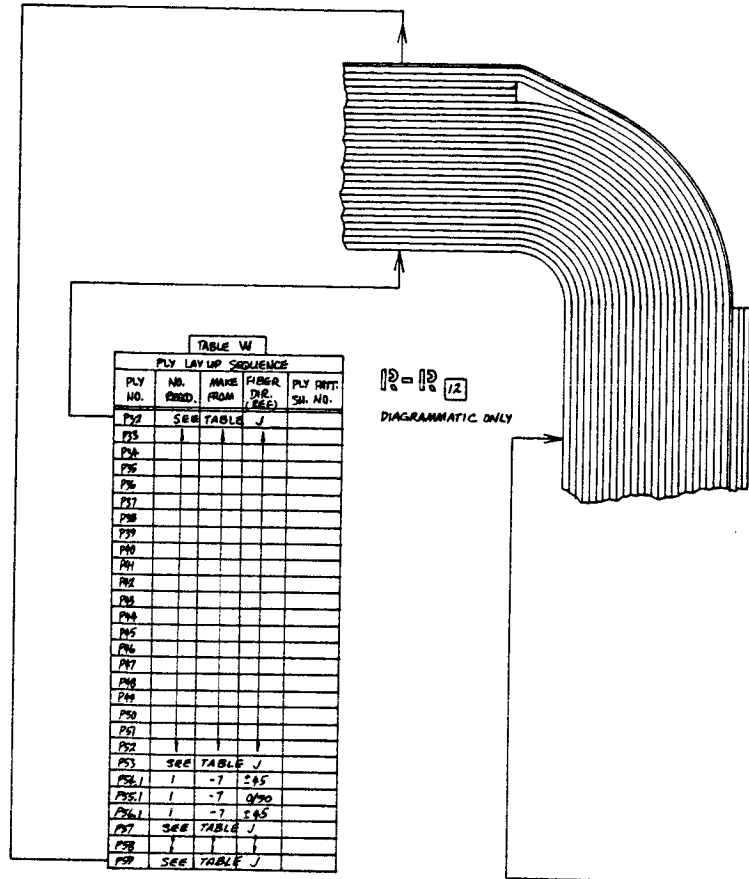 TABLE W
PLY LAY UP SEQUENCE
PLY NO. NO. REQD. MAKE FROM FIBER DIR. (REF) PLY PATT. SH. NO.
P32 SEE TABLE J
P33
P34
P35
P36
P37
P38
P39
P40
P41
P42
P43
P44
P45
P46
P47
P48
P49
P50
P51
P52
P53 SEE TABLE J
P54.1 1 -7 ±45
P55.1 1 -7 0/90
P56.1 1 -7 ±45
P57 SEE TABLE J
P58
P59 SEE TABLE J
R-R 12
DIAGRAMMATIC ONLY